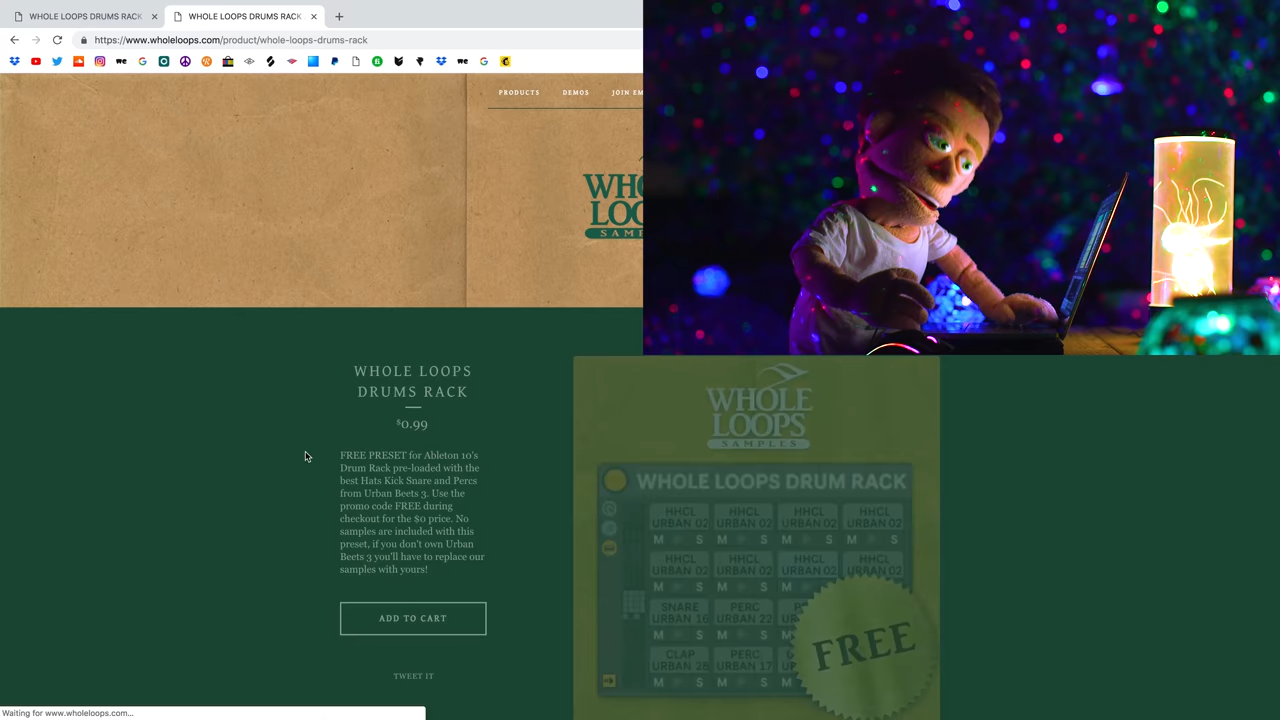 WHOLE LOOPS DRUMS RACK
WHOLE LOOPS DRUMS RACK
https://www.wholeloops.com/product/whole-loops-drums-rack
PRODUCTS
DEMOS
JOIN EM
WHO
LOO
SAM
WHOLE LOOPS
DRUMS RACK
$0.99
FREE PRESET for Ableton 10's
Drum Rack pre-loaded with the
best Hats Kick Snare and Percs
from Urban Beets 3. Use the
promo code FREE during
checkout for the $0 price. No
samples are included with this
preset, if you don't own Urban
Beets 3 you'll have to replace our
samples with yours!
ADD TO CART
TWEET IT
WHOLE
LOOPS
SAMPLES
WHOLE LOOPS DRUM RACK
HHCL HHCL HHCL HHCL
URBAN 02 URBAN 02 URBAN 02 URBAN 02
M S M S M S M S
HHCL HHCL HHCL HHCL
URBAN 02 URBAN 02 URBAN 02 URBAN 02
M S M S M S M S
SNARE PERC
URBAN 16 URBAN 22
M S M S M
CLAP PERC
URBAN 28 URBAN 17
M S M S M
FREE
Waiting for www.wholeloops.com...